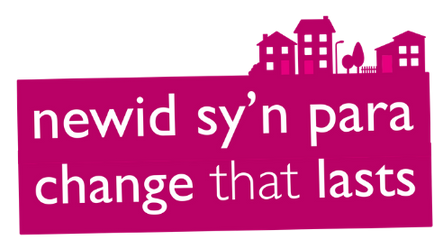 newid sy'n para
change that lasts